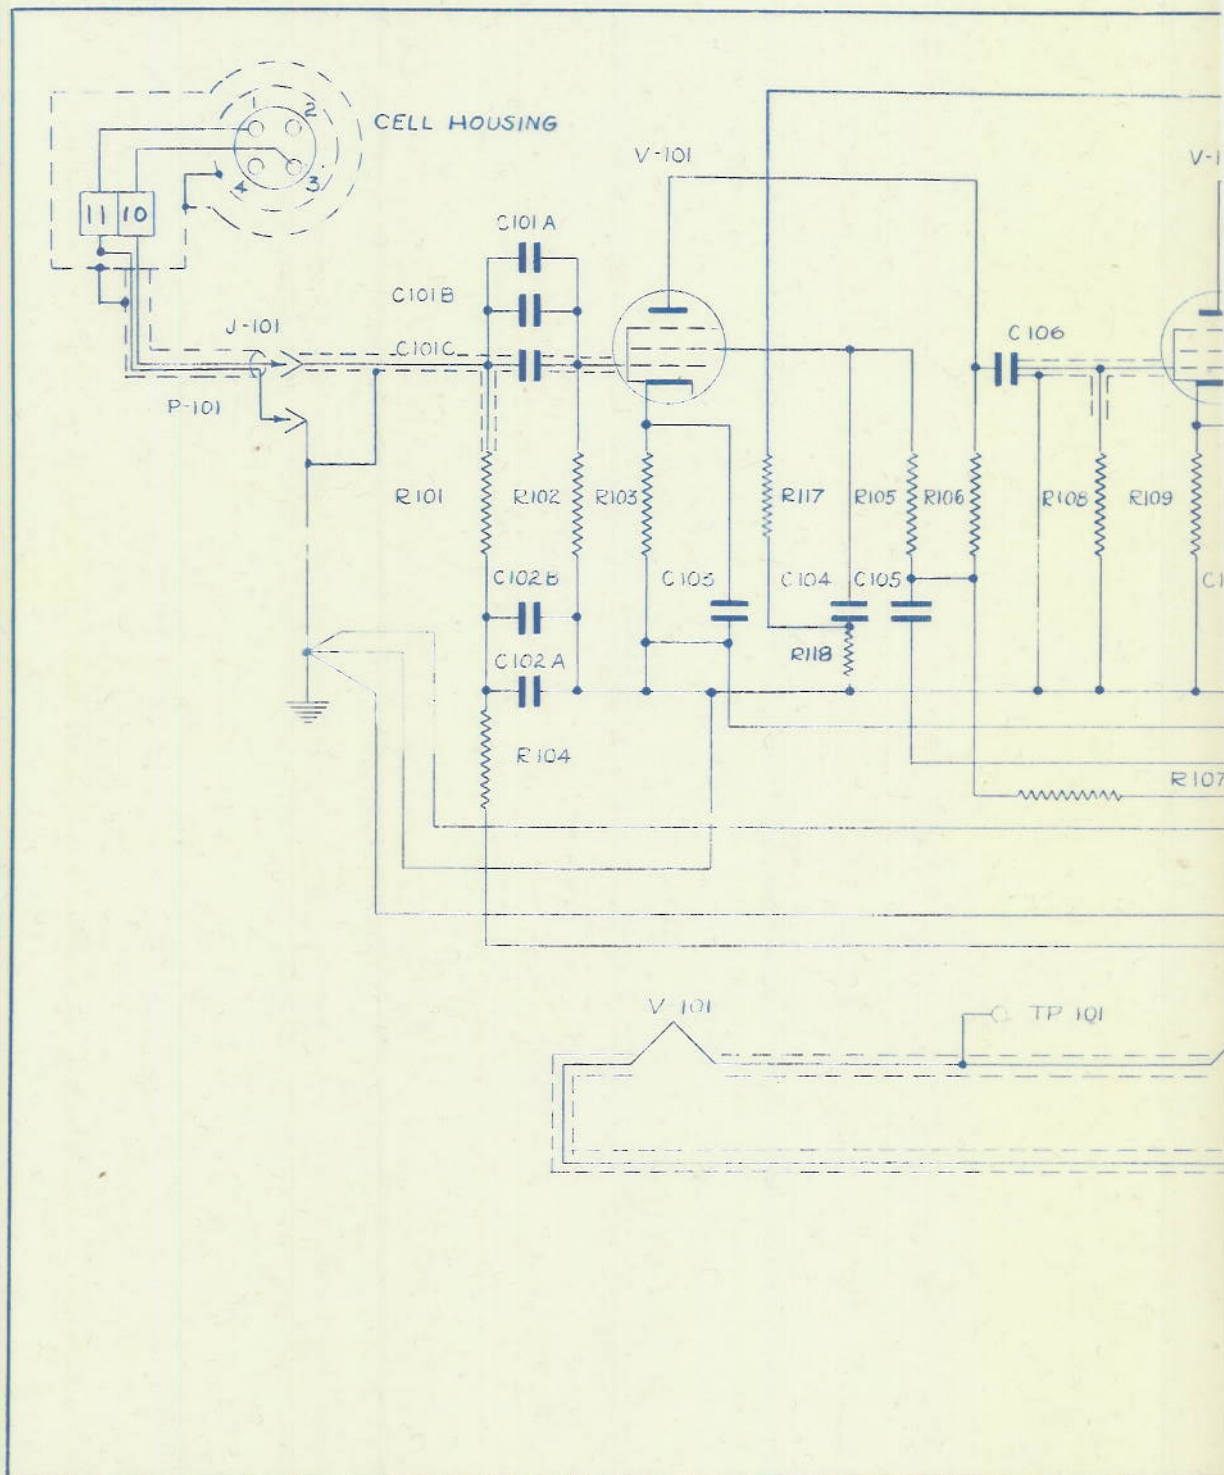 1
2
CELL HOUSING
4
3
11 10
V-101
V-1
C101A
C101B
J-101
C101C
C106
P-101
R101
R102
R103
R117
R105
R106
R108
R109
C102B
C103
C104
C105
C1
R118
C102A
R104
R107
V-101
TP 101